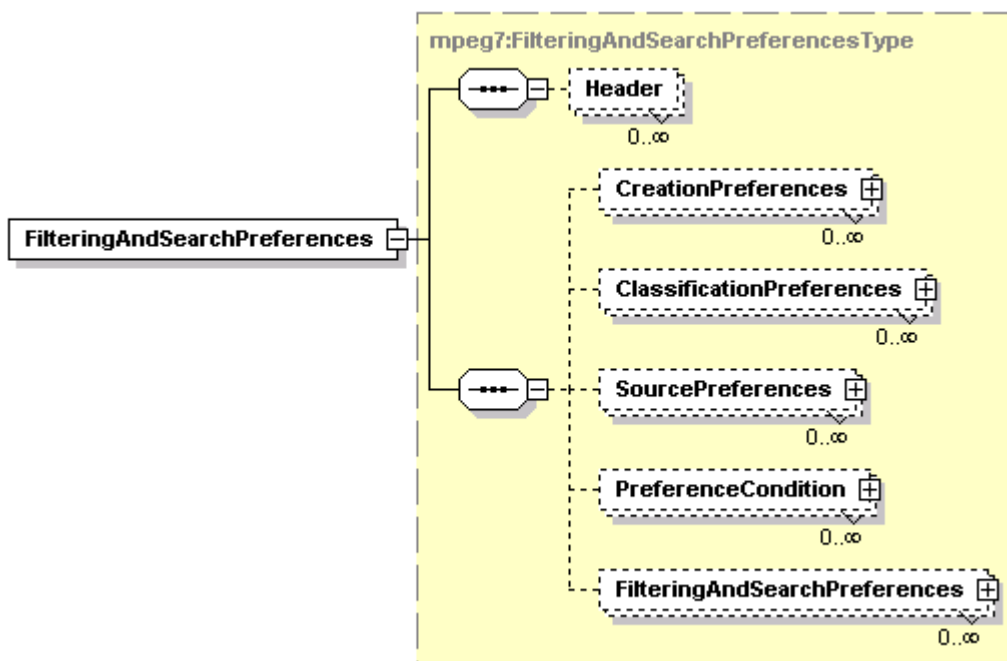 mpeg7:FilteringAndSearchPreferencesType
Header
0..∞
CreationPreferences
0..∞
FilteringAndSearchPreferences
ClassificationPreferences
0..∞
SourcePreferences
0..∞
PreferenceCondition
0..∞
FilteringAndSearchPreferences
0..∞